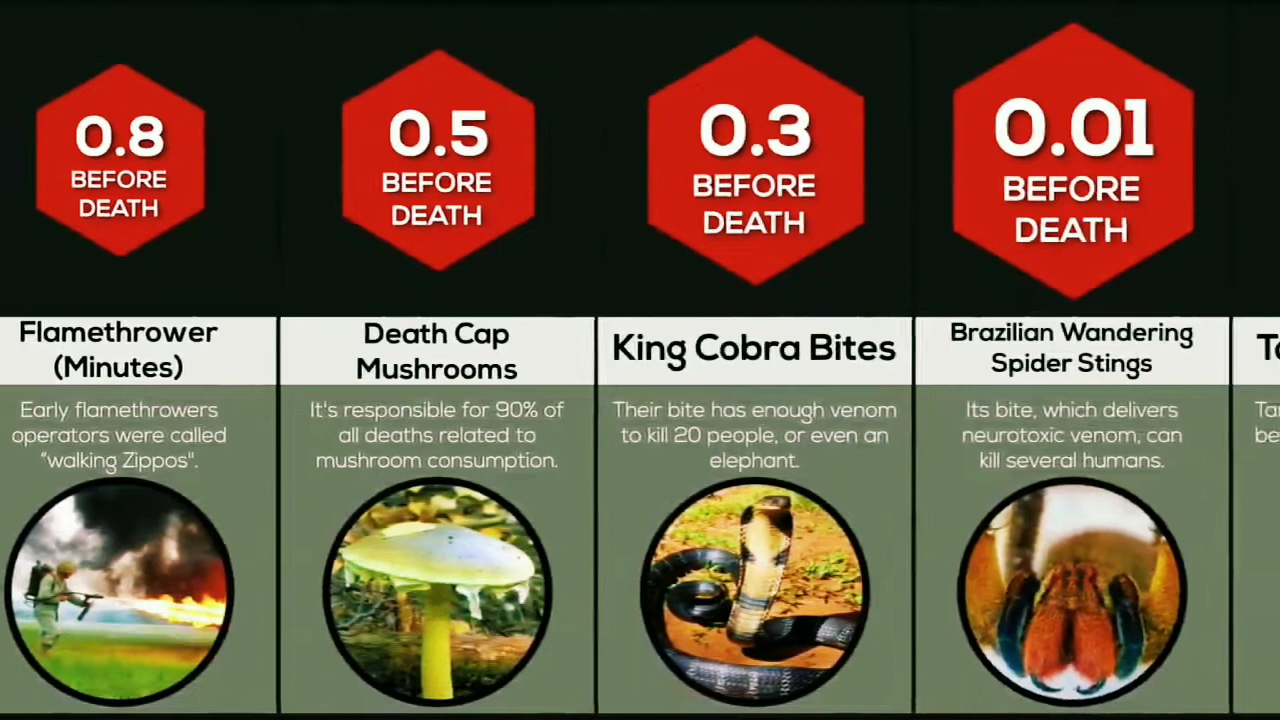 0.8
BEFORE
DEATH
Flamethrower
(Minutes)
Early flamethrowers
operators were called
"walking Zippos".
0.5
BEFORE
DEATH
Death Cap
Mushrooms
It's responsible for 90% of
all deaths related to
mushroom consumption.
0.3
BEFORE
DEATH
King Cobra Bites
Their bite has enough venom
to kill 20 people, or even an
elephant.
0.01
BEFORE
DEATH
Brazilian Wandering
Spider Stings
Its bite, which delivers
neurotoxic venom, can
kill several humans.